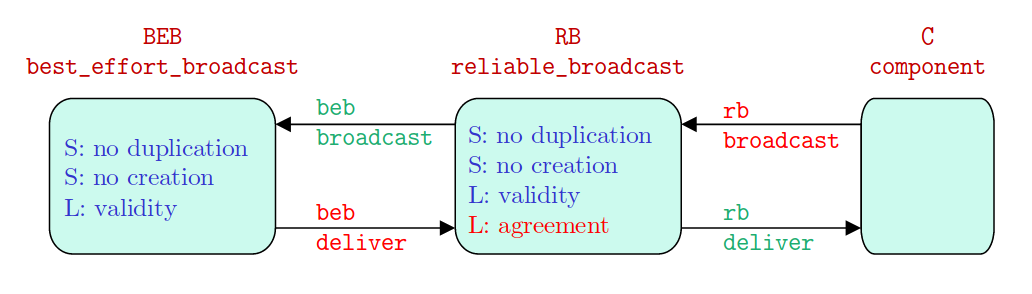 BEB
best_effort_broadcast
RB
reliable_broadcast
C
component
S: no duplication
S: no creation
L: validity
beb
broadcast
beb
deliver
S: no duplication
S: no creation
L: validity
L: agreement
rb
broadcast
rb
deliver